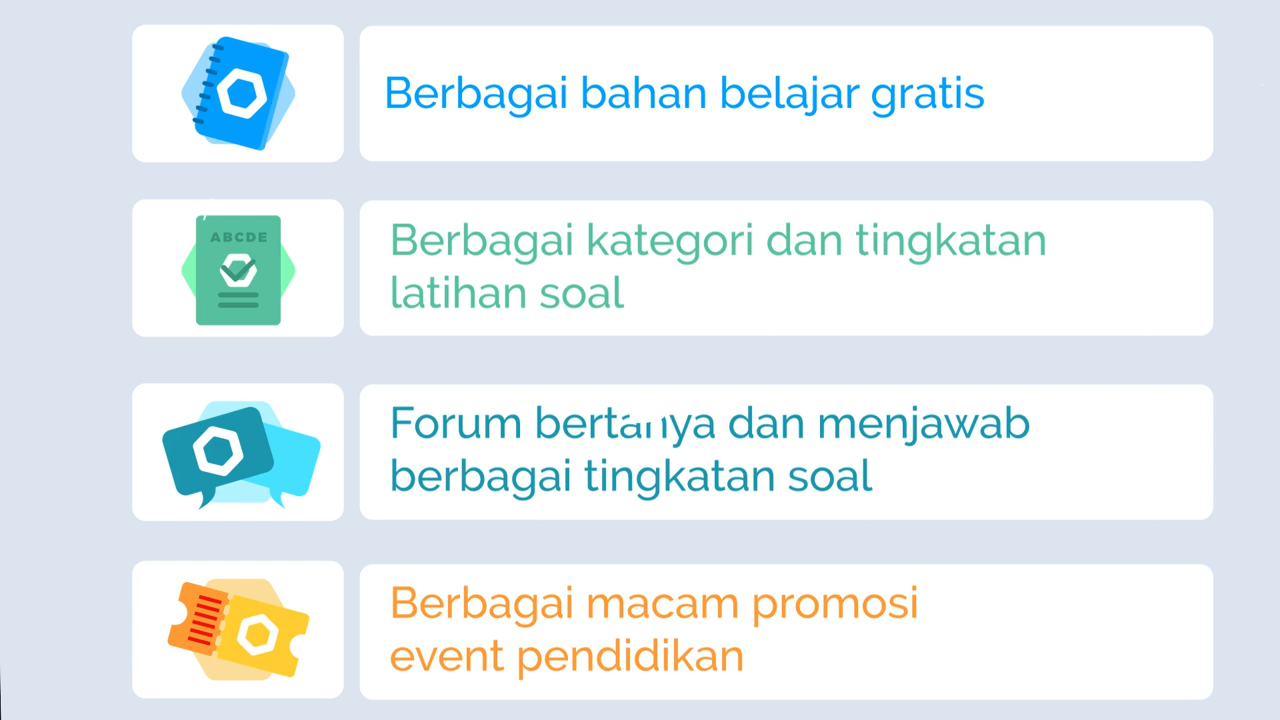 Berbagai bahan belajar gratis
ABCDE
Berbagai kategori dan tingkatan
latihan soal
Forum bertanya dan menjawab
berbagai tingkatan soal
Berbagai macam promosi
event pendidikan